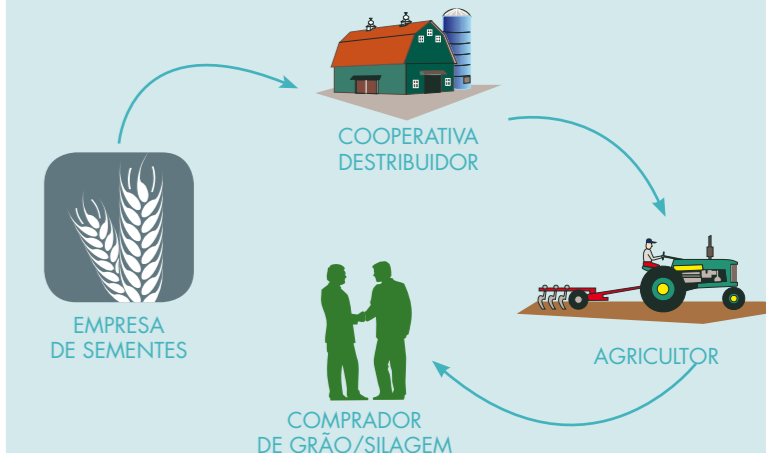 COOPERATIVA
DESTRIBUIDOR
EMPRESA
DE SEMENTES
AGRICULTOR
COMPRADOR
DE GRÃO/SILAGEM